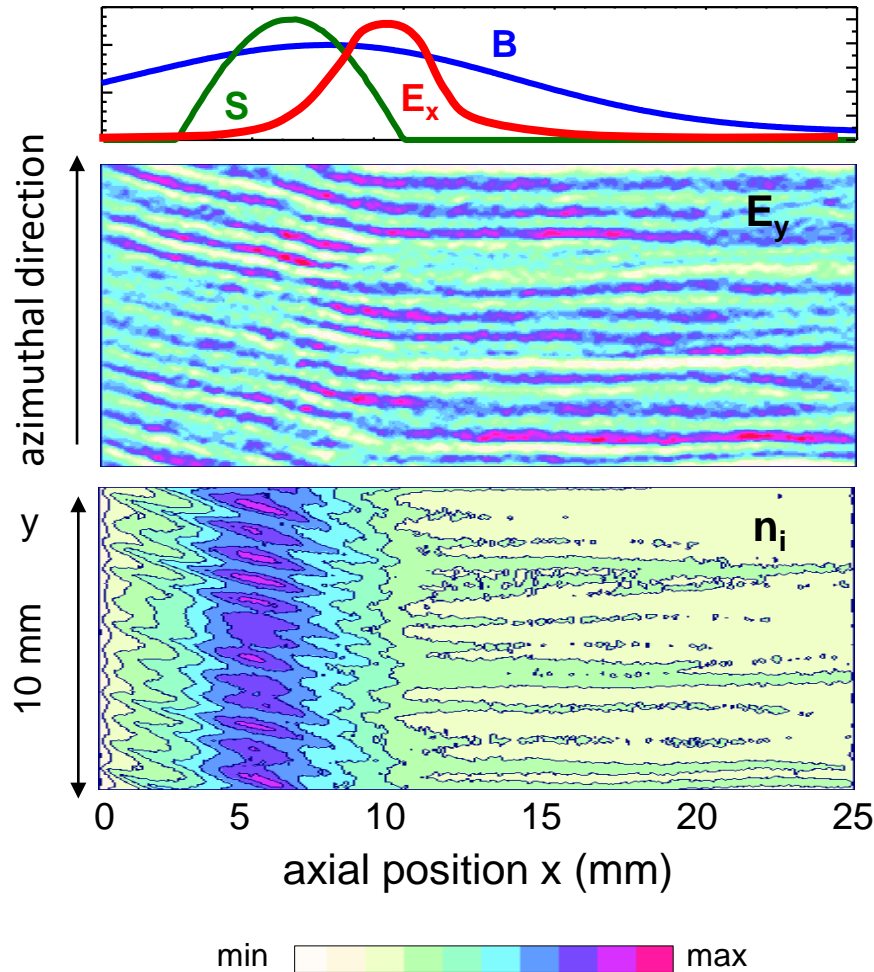 B
S
Ex
azimuthal direction
Ey
y
10 mm
ni
0 5 10 15 20 25
axial position x (mm)
min max